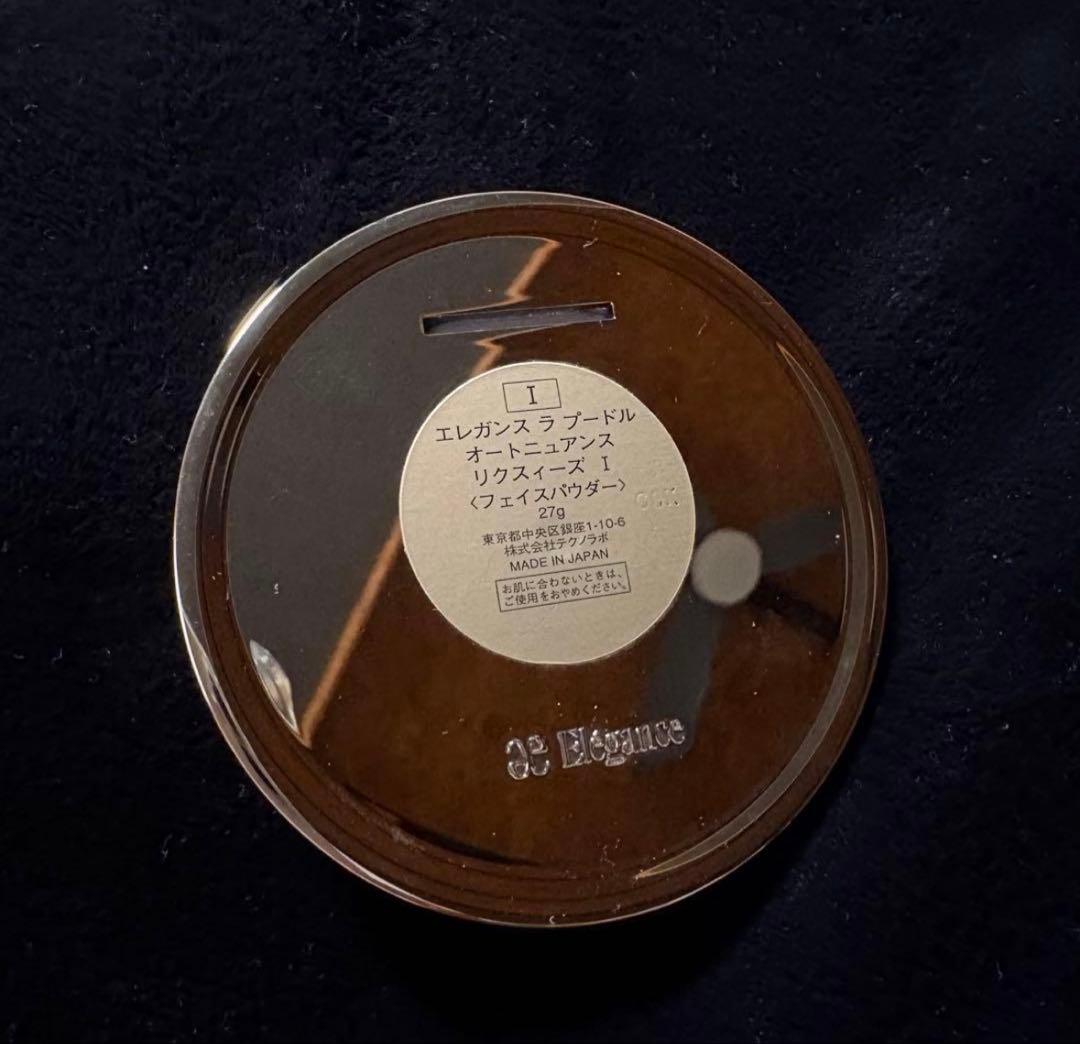 I
エレガンス ラ プードル
オートニュアンス
リクスィーズ I
〈フェイスパウダー〉
27g
東京都中央区銀座1-10-6
株式会社テクノラボ
MADE IN JAPAN
お肌に合わないときは、
ご使用をおやめください。
Elégance